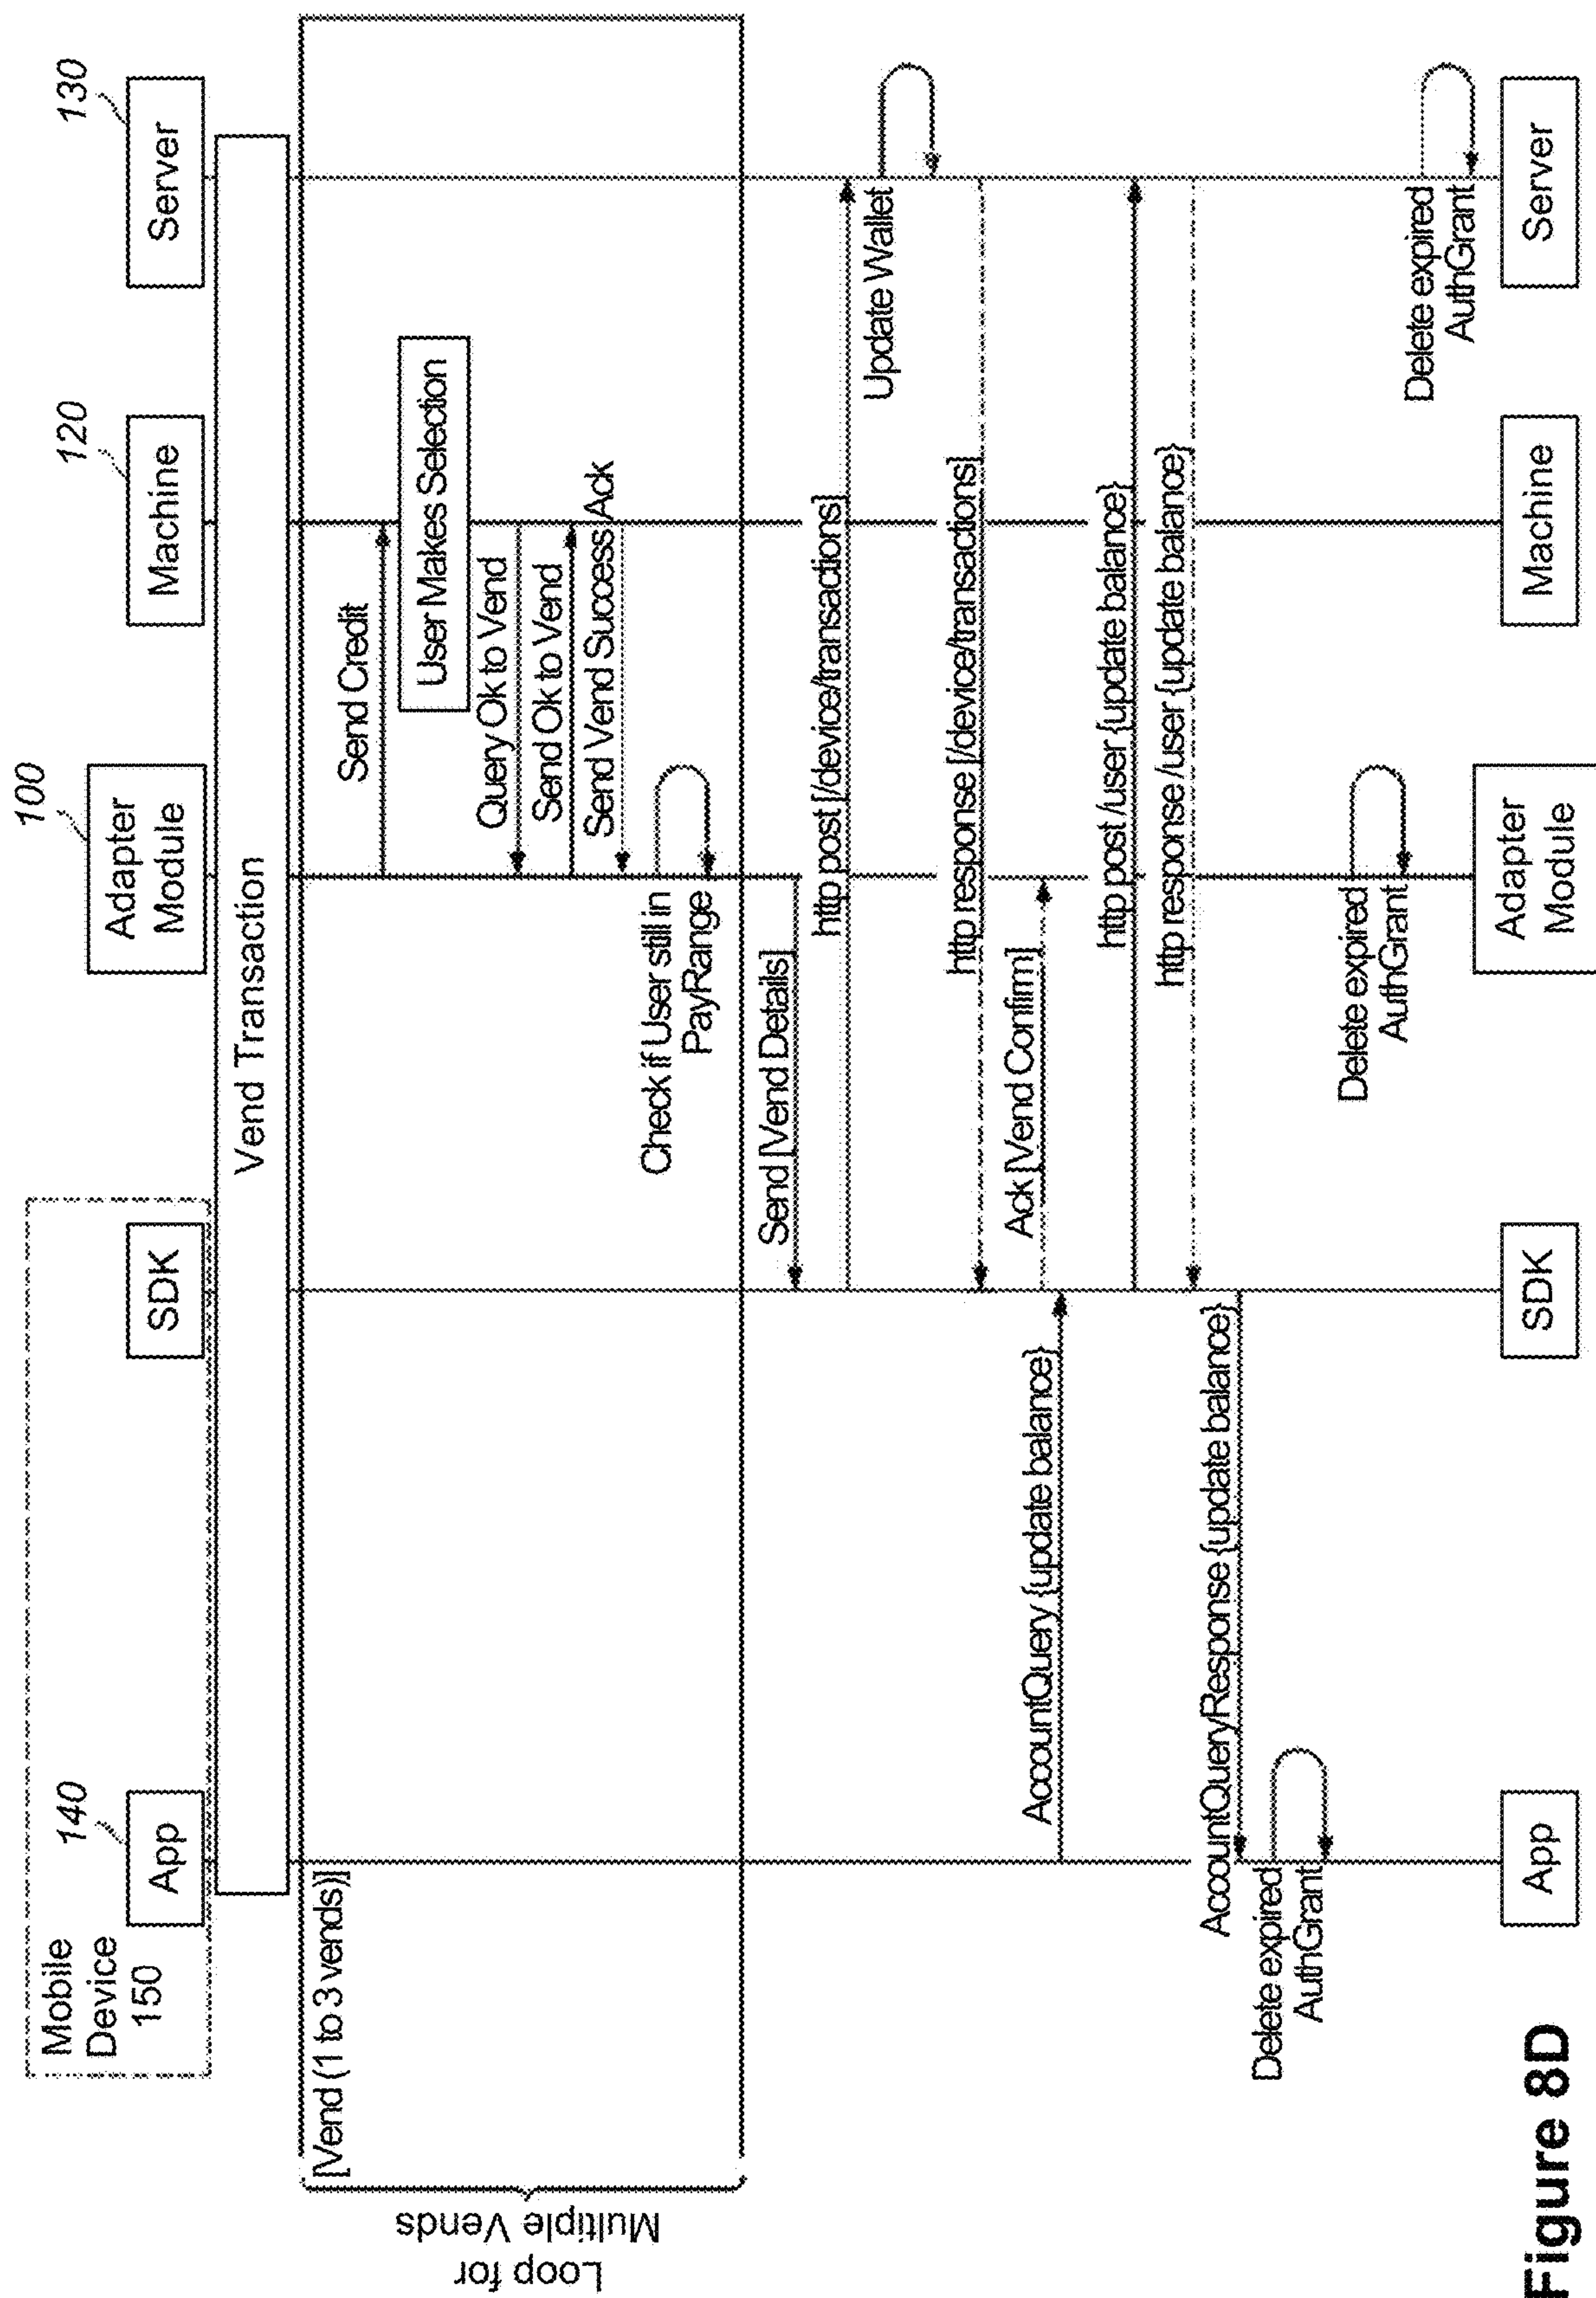 Mobile
Device
150
140
App
SDK
100
Adapter
Module
120
Machine
130
Server
Vend Transaction
Loop for
Multiple Vends
[Vend (1 to 3 vends)]
Send Credit
User Makes Selection
Query Ok to Vend
Send Ok to Vend
Send Vend Success Ack
Check if User still in
PayRange
Send [Vend Details]
http post [/device/transactions]
Update Wallet
http response [/device/transactions]
Ack [Vend Confirm]
AccountQuery {update balance}
http post /user {update balance}
http response /user {update balance}
AccountQueryResponse {update balance}
Delete expired
AuthGrant
Delete expired
AuthGrant
Delete expired
AuthGrant
App
SDK
Adapter
Module
Machine
Server
Figure 8D